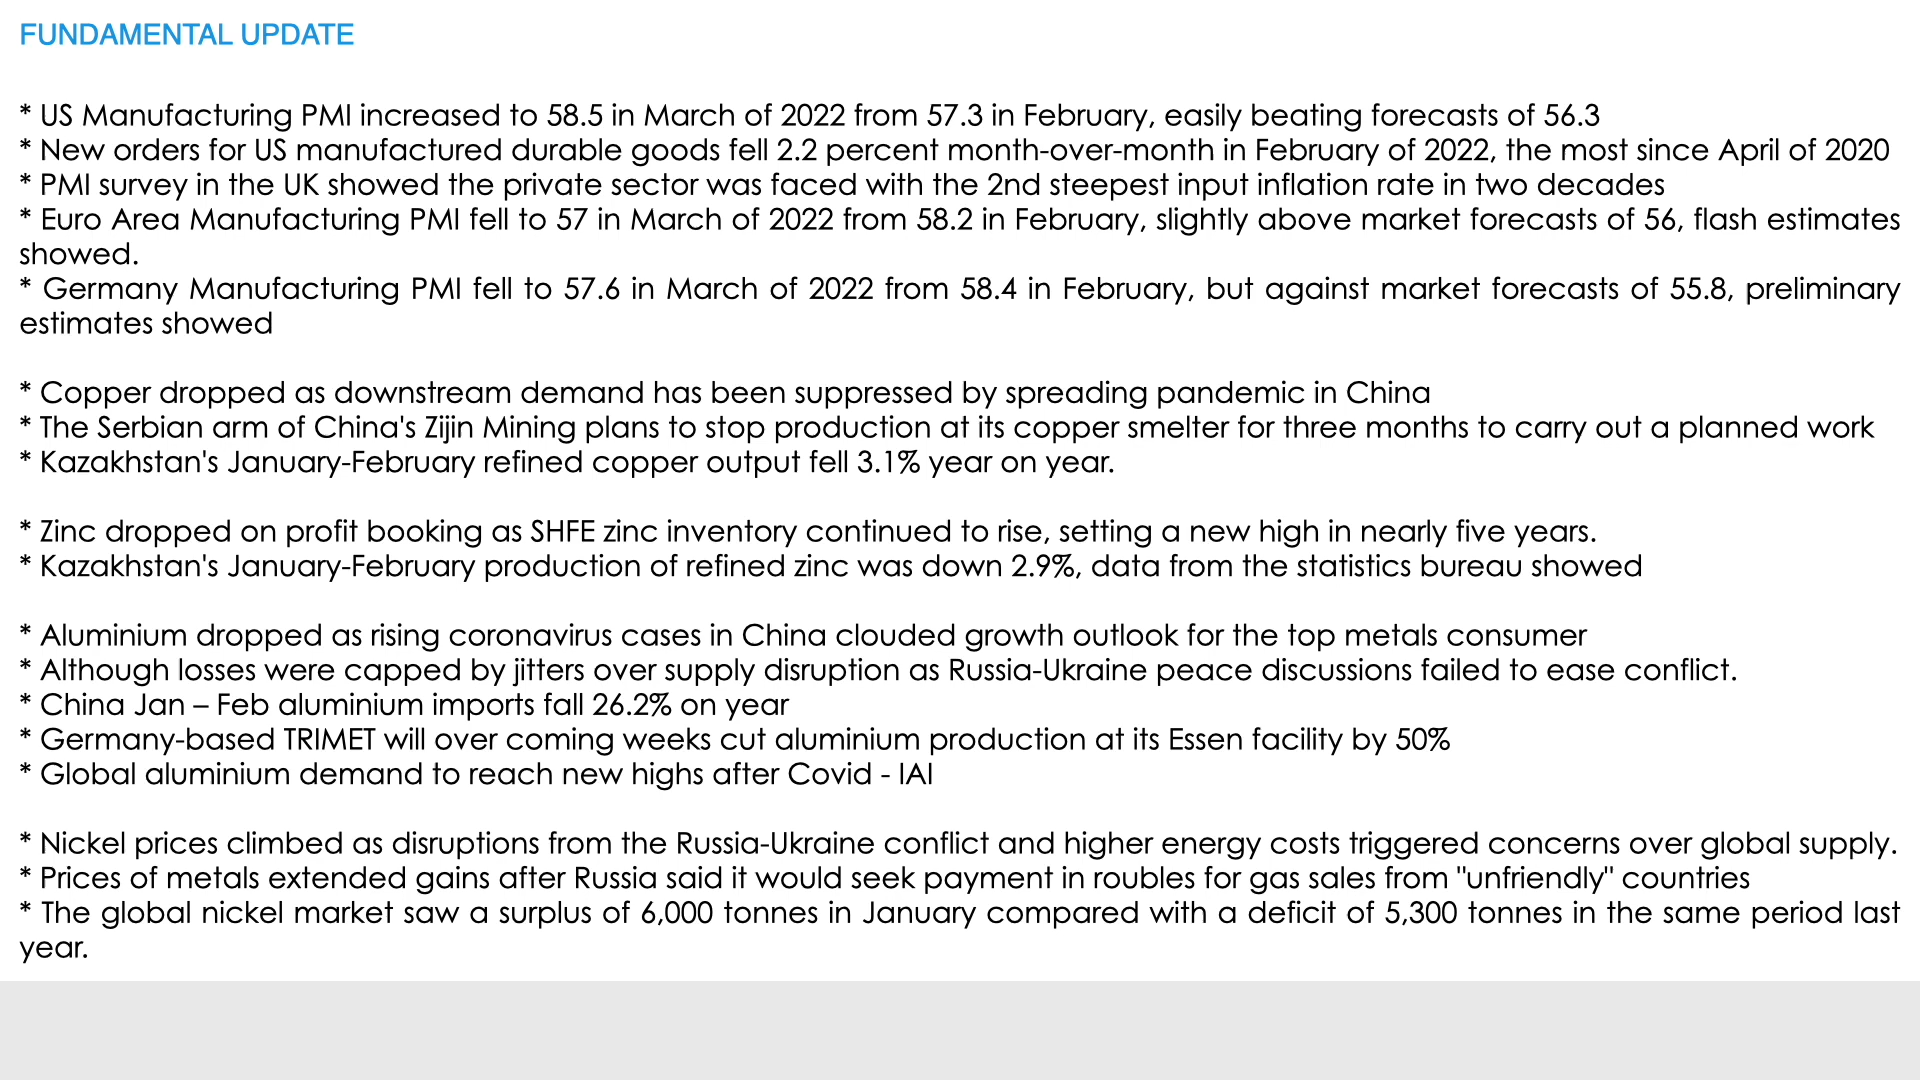 FUNDAMENTAL UPDATE
* US Manufacturing PMI increased to 58.5 in March of 2022 from 57.3 in February, easily beating forecasts of 56.3
* New orders for US manufactured durable goods fell 2.2 percent month-over-month in February of 2022, the most since April of 2020
* PMI survey in the UK showed the private sector was faced with the 2nd steepest input inflation rate in two decades
* Euro Area Manufacturing PMI fell to 57 in March of 2022 from 58.2 in February, slightly above market forecasts of 56, flash estimates
showed.
* Germany Manufacturing PMI fell to 57.6 in March of 2022 from 58.4 in February, but against market forecasts of 55.8, preliminary
estimates showed
* Copper dropped as downstream demand has been suppressed by spreading pandemic in China
* The Serbian arm of China's Zijin Mining plans to stop production at its copper smelter for three months to carry out a planned work
* Kazakhstan's January-February refined copper output fell 3.1% year on year.
* Zinc dropped on profit booking as SHFE zinc inventory continued to rise, setting a new high in nearly five years.
* Kazakhstan's January-February production of refined zinc was down 2.9%, data from the statistics bureau showed
* Aluminium dropped as rising coronavirus cases in China clouded growth outlook for the top metals consumer
* Although losses were capped by jitters over supply disruption as Russia-Ukraine peace discussions failed to ease conflict.
* China Jan – Feb aluminium imports fall 26.2% on year
* Germany-based TRIMET will over coming weeks cut aluminium production at its Essen facility by 50%
* Global aluminium demand to reach new highs after Covid - IAI
* Nickel prices climbed as disruptions from the Russia-Ukraine conflict and higher energy costs triggered concerns over global supply.
* Prices of metals extended gains after Russia said it would seek payment in roubles for gas sales from "unfriendly" countries
* The global nickel market saw a surplus of 6,000 tonnes in January compared with a deficit of 5,300 tonnes in the same period last
year.